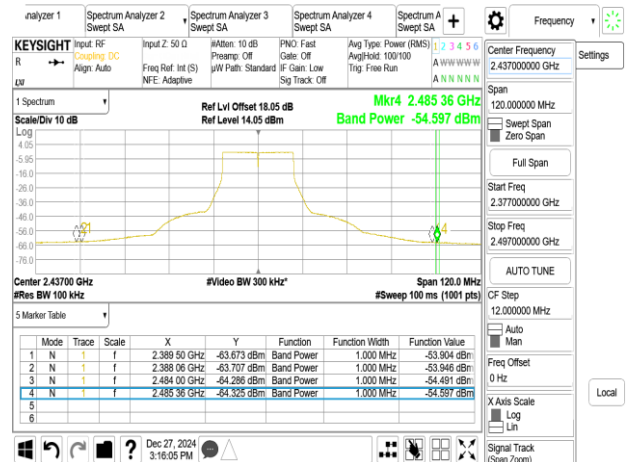 nalyzer 1
Spectrum Analyzer 2
Swept SA
Spectrum Analyzer 3
Swept SA
Spectrum Analyzer 4
Swept SA
Spectrum A
Swept SA
+
Frequency
KEYSIGHT
R
Input: RF
Coupling: DC
Align: Auto
Input Z: 50 Ω
Freq Ref: Int (S)
NFE: Adaptive
#Atten: 10 dB
Preamp: Off
µW Path: Standard
PNO: Fast
Gate: Off
IF Gain: Low
Sig Track: Off
Avg Type: Power (RMS)
Avg|Hold: 100/100
Trig: Free Run
1 2 3 4 5 6
A W W W W W
A N N N N N
1 Spectrum
Scale/Div 10 dB
Log
Ref Lvl Offset 18.05 dB
Ref Level 14.05 dBm
Mkr4 2.485 36 GHz
Band Power -54.597 dBm
4.05
-5.95
-16.0
-26.0
-36.0
-46.0
-56.0
-66.0
-76.0
4
Center 2.43700 GHz
#Res BW 100 kHz
#Video BW 300 kHz*
Span 120.0 MHz
#Sweep 100 ms (1001 pts)
5 Marker Table
Mode Trace Scale X Y Function Function Width Function Value
1 N 1 f 2.389 50 GHz -63.673 dBm Band Power 1.000 MHz -53.904 dBm
2 N 1 f 2.388 06 GHz -63.707 dBm Band Power 1.000 MHz -53.946 dBm
3 N 1 f 2.484 00 GHz -64.286 dBm Band Power 1.000 MHz -54.491 dBm
4 N 1 f 2.485 36 GHz -64.325 dBm Band Power 1.000 MHz -54.597 dBm
5
6
?
Dec 27, 2024
3:16:05 PM
Center Frequency
2.437000000 GHz
Settings
Span
120.000000 MHz
Swept Span
Zero Span
Full Span
Start Freq
2.377000000 GHz
Stop Freq
2.497000000 GHz
AUTO TUNE
CF Step
12.000000 MHz
Auto
Man
Freq Offset
0 Hz
Local
X Axis Scale
Log
Lin
Signal Track
(Span Zoom)